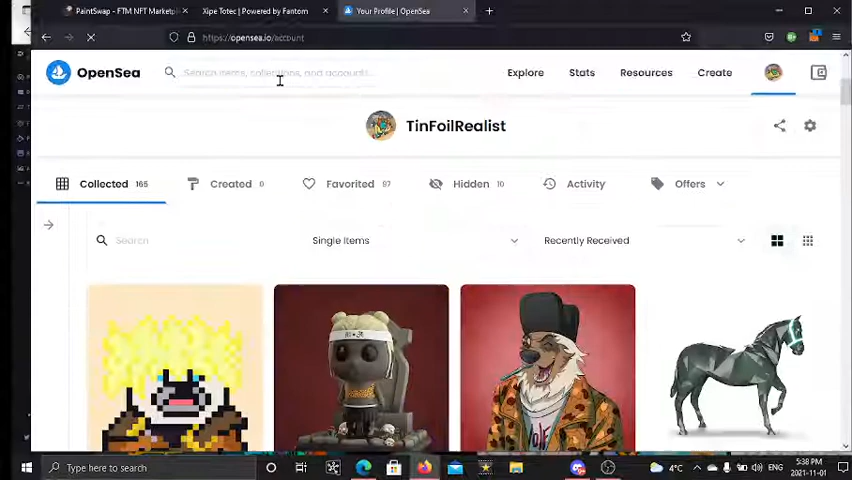 PaintSwap - FTM NFT Marketpl
Xipe Totec | Powered by Fantom
Your Profile | OpenSea
https://opensea.io/account
OpenSea
Search items, collections, and accounts...
Explore
Stats
Resources
Create
TinFoilRealist
Collected 165
Created 0
Favorited 97
Hidden 10
Activity
Offers
Search
Single Items
Recently Received
Type here to search
4°C
ENG
5:38 PM
2021-11-01